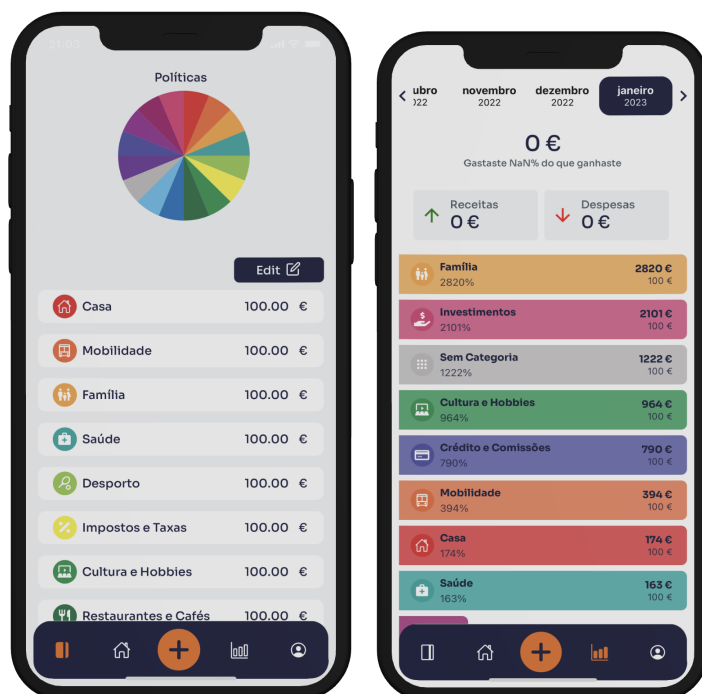 21:03
Políticas
Edit
Casa 100.00 €
Mobilidade 100.00 €
Família 100.00 €
Saúde 100.00 €
Desporto 100.00 €
Impostos e Taxas 100.00 €
Cultura e Hobbies 100.00 €
Restaurantes e Cafés 100.00 €
ubro novembro dezembro janeiro
2022 2022 2023
0 €
Gastaste NaN% do que ganhaste
Receitas Despesas
0 € 0 €
Família 2820 €
2820% 100 €
Investimentos 2101 €
2101% 100 €
Sem Categoria 1222 €
1222% 100 €
Cultura e Hobbies 964 €
964% 100 €
Crédito e Comissões 790 €
790% 100 €
Mobilidade 394 €
394% 100 €
Casa 174 €
174% 100 €
Saúde 163 €
163% 100 €